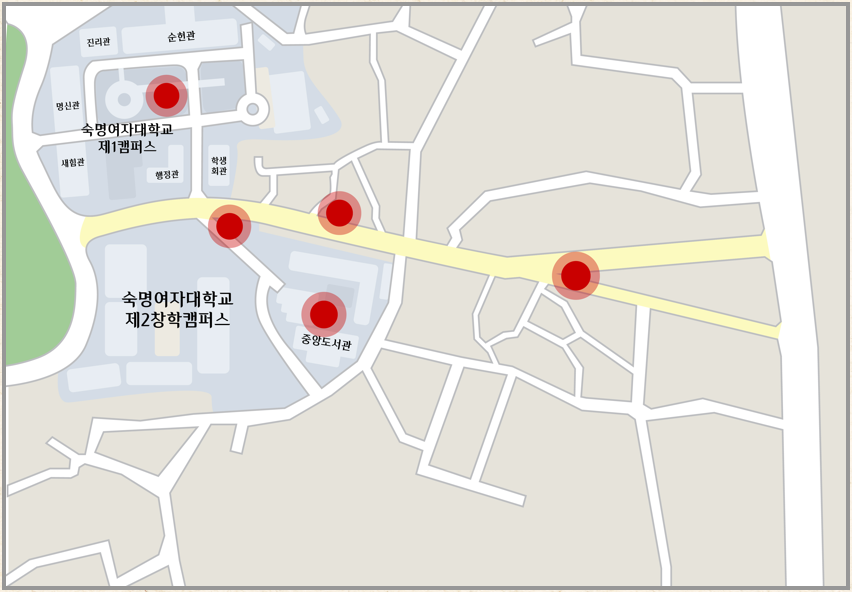 진리관
순헌관
명신관
숙명여자대학교
제1캠퍼스
새힘관
행정관
학생
회관
숙명여자대학교
제2창학캠퍼스
중앙도서관